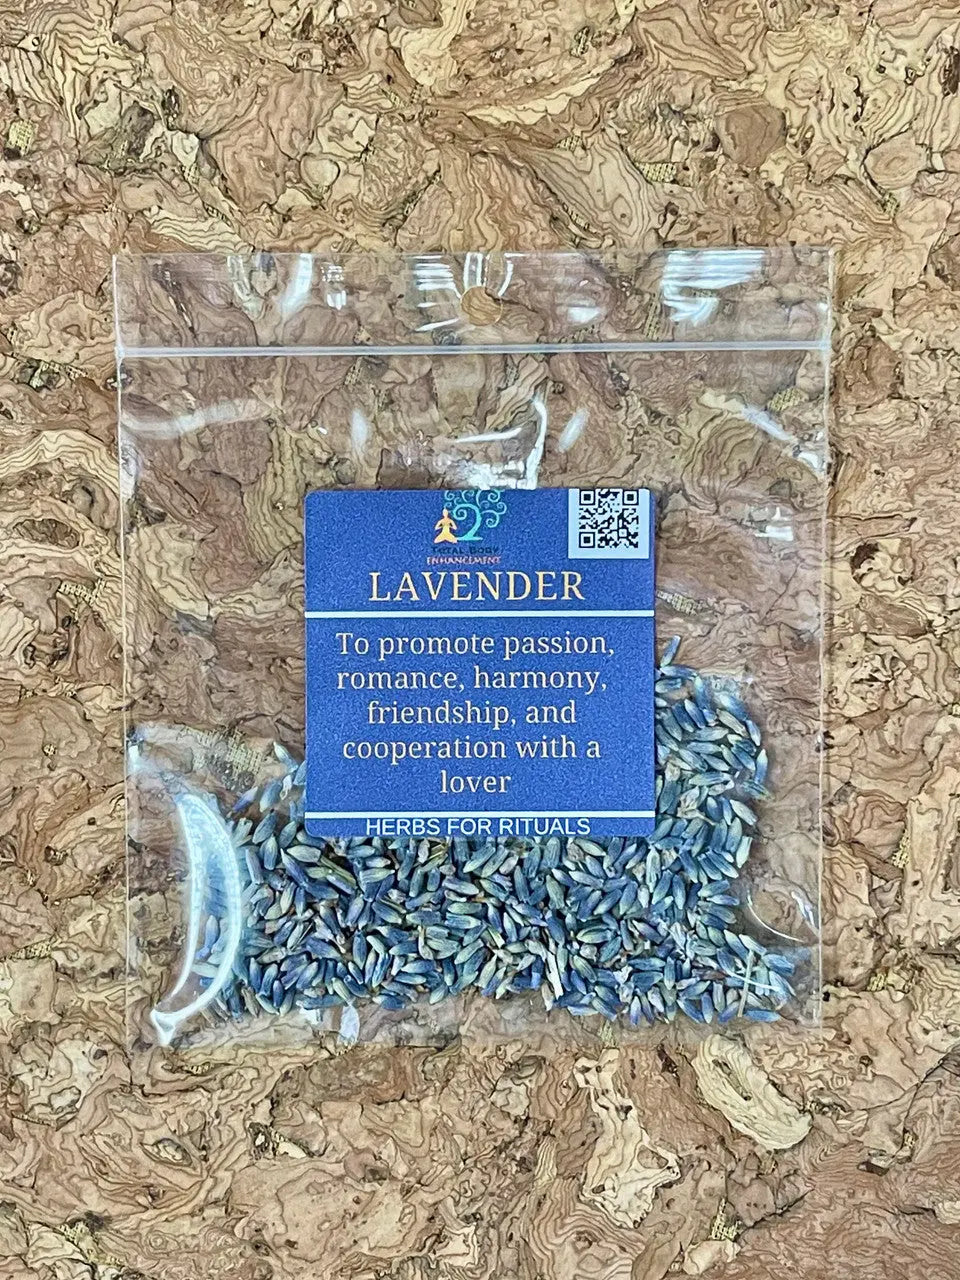 TOTAL BODY
ENHANCEMENT
LAVENDER
To promote passion,
romance, harmony,
friendship, and
cooperation with a
lover
HERBS FOR RITUALS